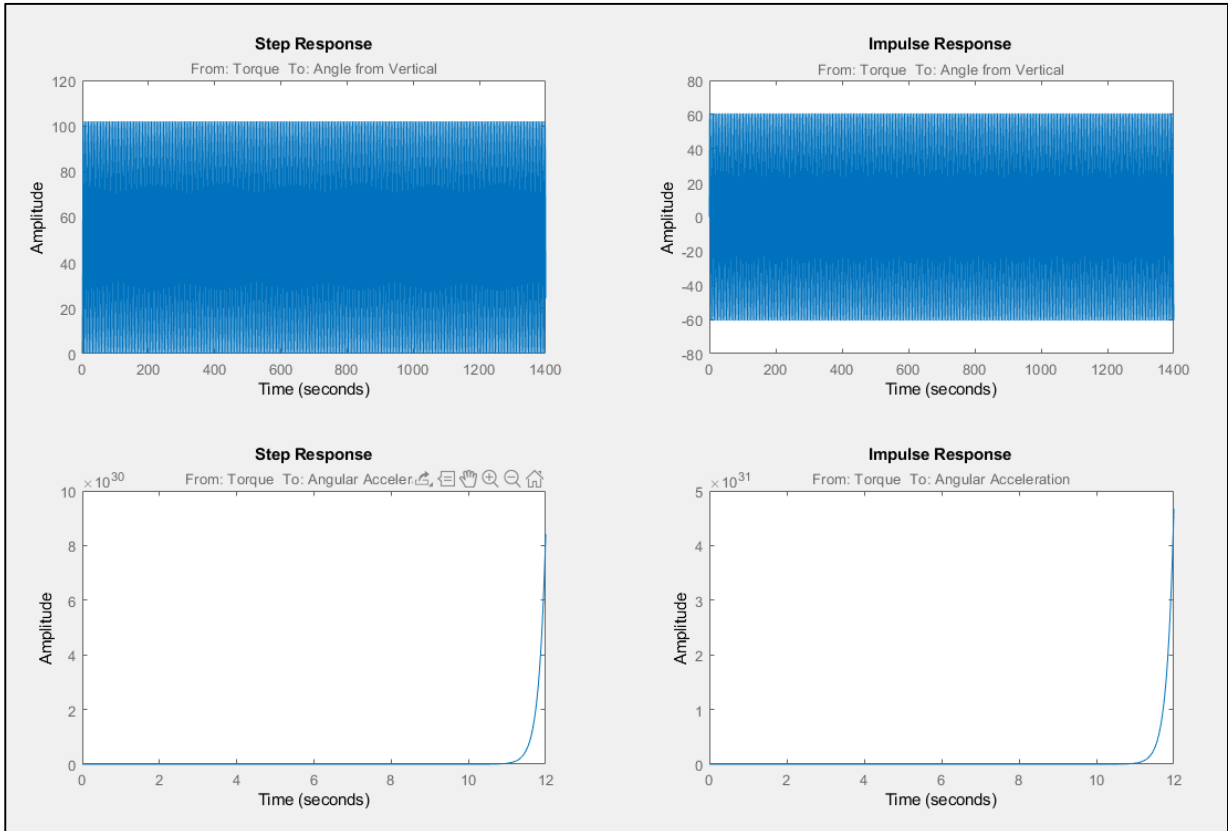 Step Response
From: Torque To: Angle from Vertical
120
100
80
60
40
20
0
Amplitude
0 200 400 600 800 1000 1200 1400
Time (seconds)
Impulse Response
From: Torque To: Angle from Vertical
80
60
40
20
0
-20
-40
-60
-80
Amplitude
0 200 400 600 800 1000 1200 1400
Time (seconds)
Step Response
×10^30 From: Torque To: Angular Acceler
10
8
6
4
2
0
Amplitude
0 2 4 6 8 10 12
Time (seconds)
Impulse Response
×10^31 From: Torque To: Angular Acceleration
5
4
3
2
1
0
Amplitude
0 2 4 6 8 10 12
Time (seconds)